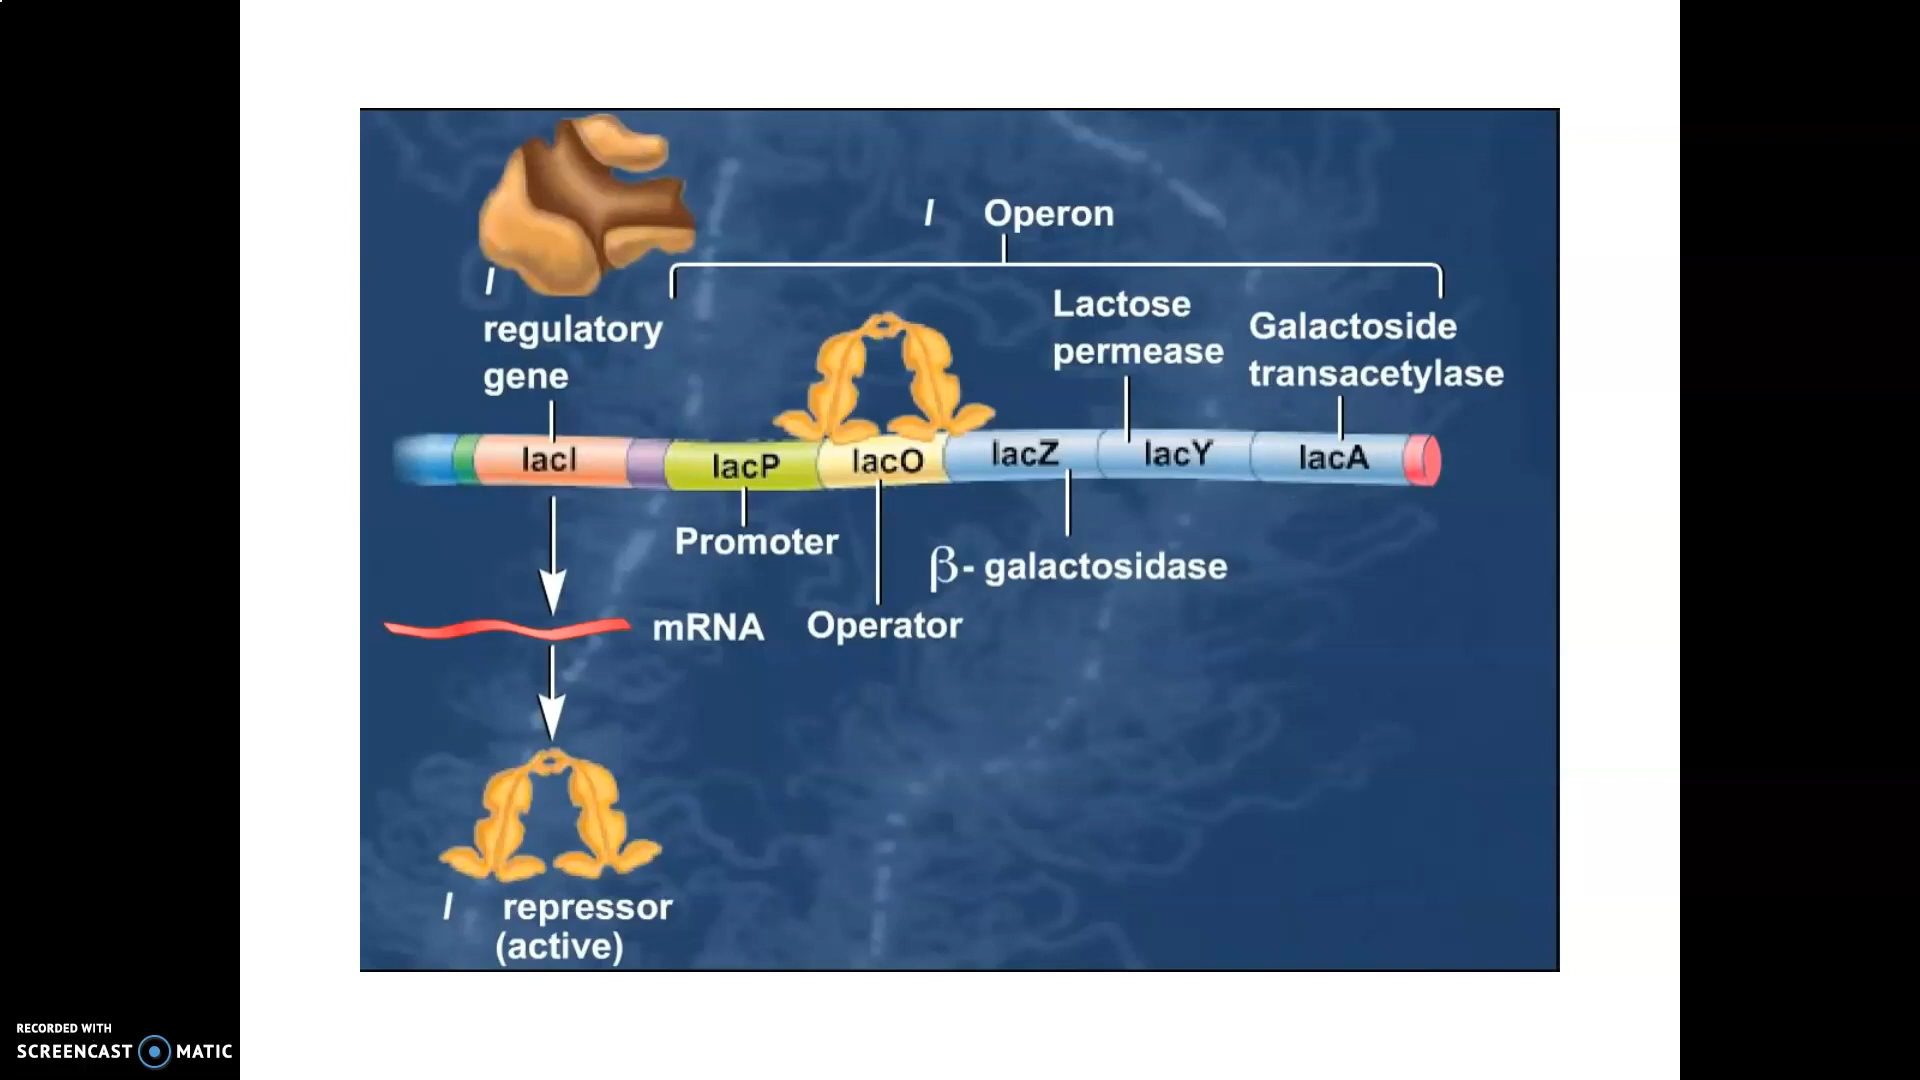 l Operon
l
regulatory
gene
Lactose
permease
Galactoside
transacetylase
lacI
lacP
lacO
lacZ
lacY
lacA
Promoter
β- galactosidase
mRNA
Operator
l repressor
(active)
RECORDED WITH
SCREENCAST MATIC